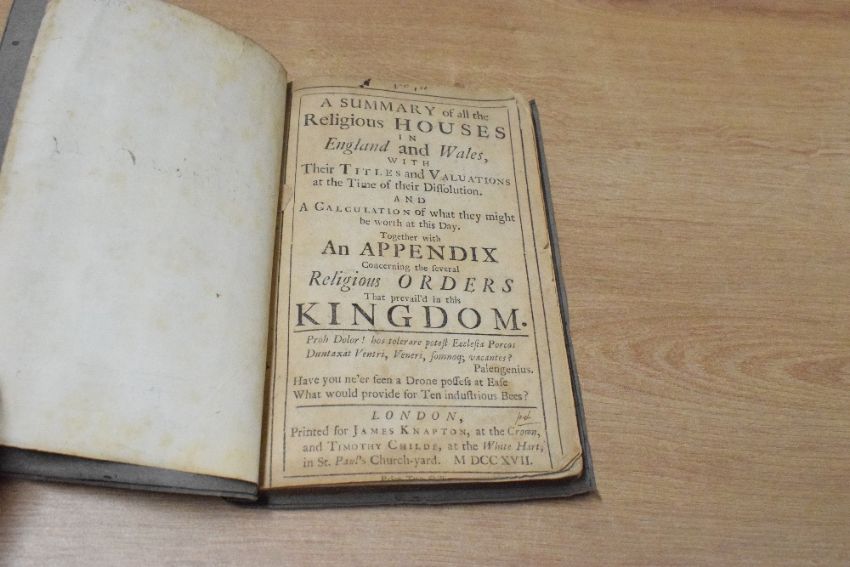 A SUMMARY of all the
Religious HOUSES
IN
England and Wales,
WITH
Their TITLES and VALUATIONS
at the Time of their Diſſolution.
AND
A CALCULATION of what they might
be worth at this Day.
Together with
An APPENDIX
Concerning the ſeveral
Religious ORDERS
That prevail'd in this
KINGDOM.
Proh Dolor! hos tolerare poteſt Eccleſia Porcos
Duntaxat Ventri, Veneri, ſomnoq; vacantes?
Palengenius.
Have you ne'er ſeen a Drone poſſeſs at Eaſe
What would provide for Ten induſtrious Bees?
LONDON,
Printed for JAMES KNAPTON, at the Crown,
and TIMOTHY CHILDE, at the White Hart,
in St. Paul's Church-yard. M DCC XVII.